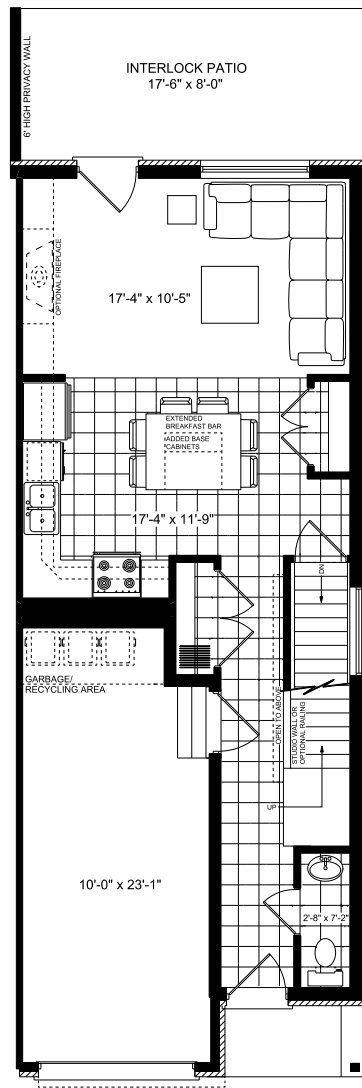 6' HIGH PRIVACY WALL
INTERLOCK PATIO
17'-6" x 8'-0"
OPTIONAL FIREPLACE
17'-4" x 10'-5"
EXTENDED
BREAKFAST BAR
ADDED BASE
CABINETS
17'-4" x 11'-9"
DN
GARBAGE/
RECYCLING AREA
OPEN TO ABOVE
STUDIO WALL OR
OPTIONAL RAILING
UP
10'-0" x 23'-1"
2'-8" x 7'-2"